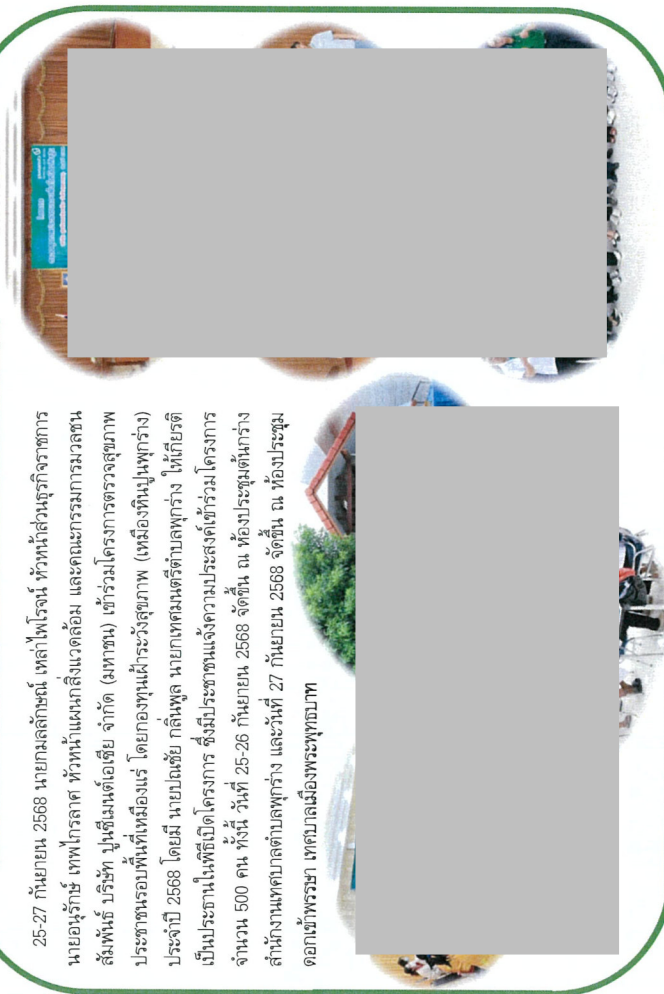 25-27 กันยายน 2568 นายกมลลักษณ์ เหล่าไพโรจน์ หัวหน้าส่วนธุรกิจราชการ
นายอนุรักษ์ เทพไกรลาศ หัวหน้าแผนกสิ่งแวดล้อม และคณะกรรมการมวลชน
สัมพันธ์ บริษัท ปูนซีเมนต์เอเชีย จำกัด (มหาชน) เข้าร่วมโครงการตรวจสุขภาพ
ประชาชนรอบพื้นที่เหมืองแร่ โดยกองทุนเฝ้าระวังสุขภาพ (เหมืองหินปูนพุกร่าง)
ประจำปี 2568 โดยมี นายปณชัย กลิ่นพูล นายกเทศมนตรีตำบลพุกร่าง ให้เกียรติ
เป็นประธานในพิธีเปิดโครงการ ซึ่งมีประชาชนแจ้งความประสงค์เข้าร่วมโครงการ
จำนวน 500 คน ทั้งนี้ วันที่ 25-26 กันยายน 2568 จัดขึ้น ณ ห้องประชุมต้นกร่าง
สำนักงานเทศบาลตำบลพุกร่าง และวันที่ 27 กันยายน 2568 จัดขึ้น ณ ห้องประชุม
ดอกเข้าพรรษา เทศบาลเมืองพระพุทธบาท